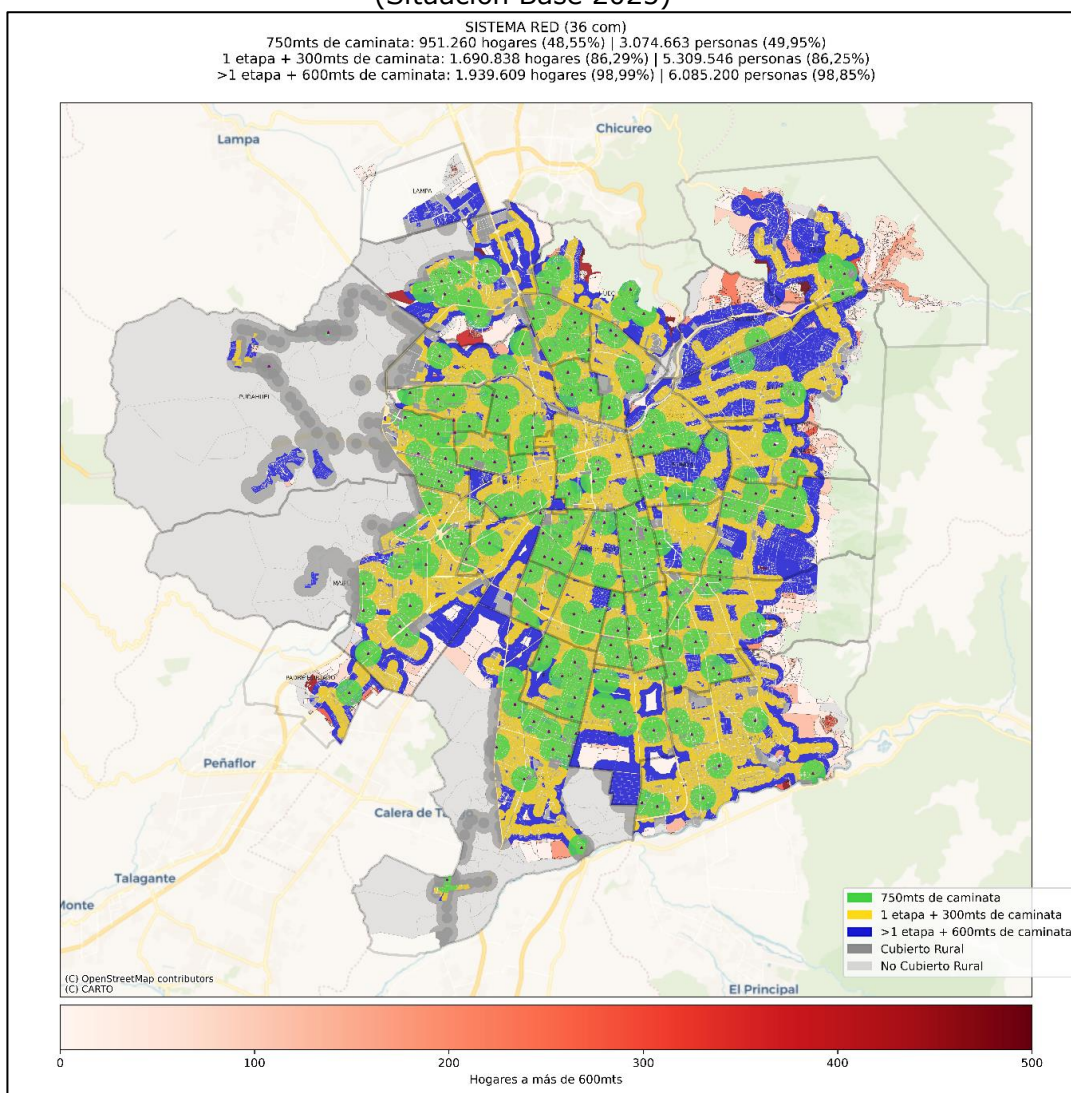 (Situación Base 2025)
SISTEMA RED (36 com)
750mts de caminata: 951.260 hogares (48,55%) | 3.074.663 personas (49,95%)
1 etapa + 300mts de caminata: 1.690.838 hogares (86,29%) | 5.309.546 personas (86,25%)
>1 etapa + 600mts de caminata: 1.939.609 hogares (98,99%) | 6.085.200 personas (98,85%)
Chicureo
Lampa
LAMPA
PUDAHUEL
Peñaflor
Calera de
Talagante
Monte
El Principal
750mts de caminata
1 etapa + 300mts de caminata
>1 etapa + 600mts de caminata
Cubierto Rural
No Cubierto Rural
(C) OpenStreetMap contributors
(C) CARTO
0 100 200 300 400 500
Hogares a más de 600mts